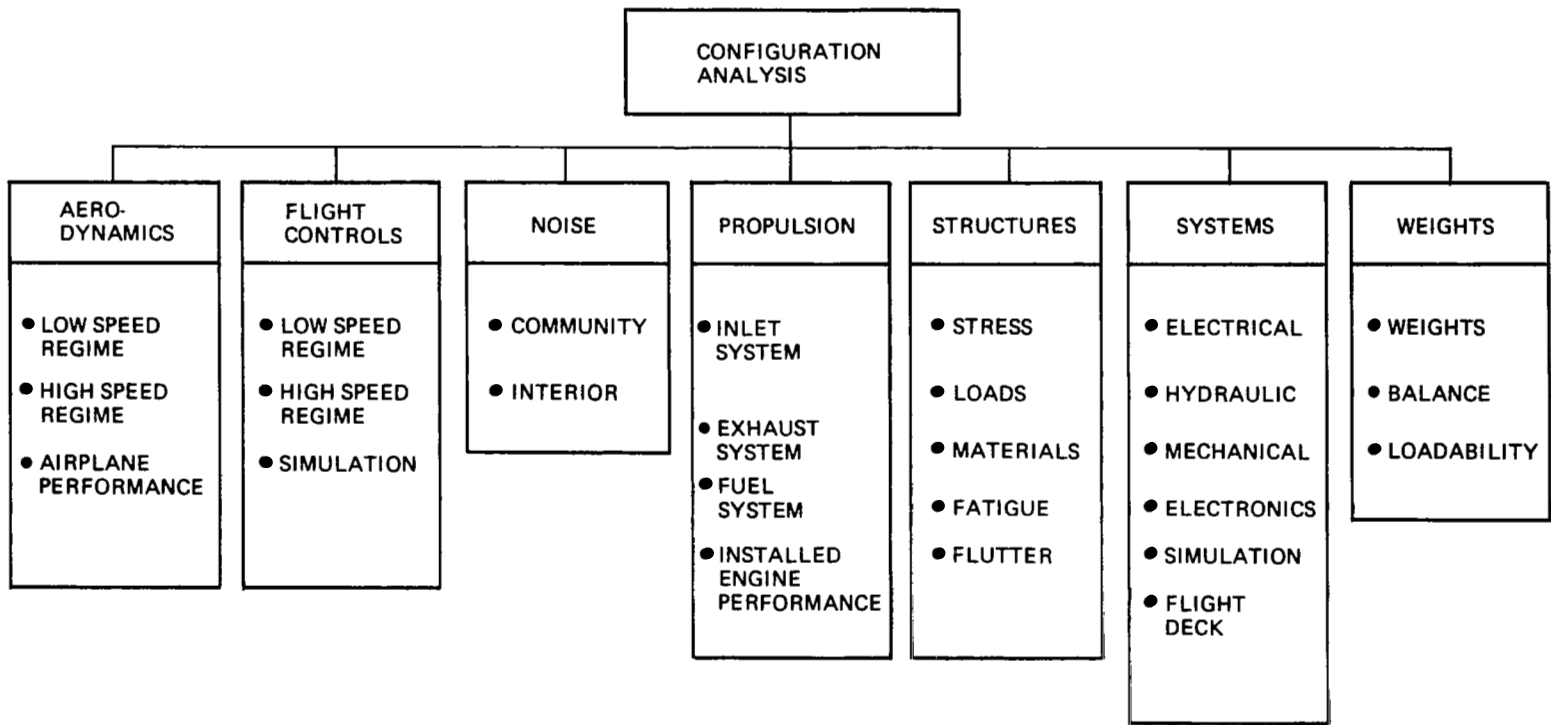 CONFIGURATION
ANALYSIS
AERO-
DYNAMICS
● LOW SPEED
REGIME
● HIGH SPEED
REGIME
● AIRPLANE
PERFORMANCE
FLIGHT
CONTROLS
● LOW SPEED
REGIME
● HIGH SPEED
REGIME
● SIMULATION
NOISE
● COMMUNITY
● INTERIOR
PROPULSION
● INLET
SYSTEM
● EXHAUST
SYSTEM
● FUEL
SYSTEM
● INSTALLED
ENGINE
PERFORMANCE
STRUCTURES
● STRESS
● LOADS
● MATERIALS
● FATIGUE
● FLUTTER
SYSTEMS
● ELECTRICAL
● HYDRAULIC
● MECHANICAL
● ELECTRONICS
● SIMULATION
● FLIGHT
DECK
WEIGHTS
● WEIGHTS
● BALANCE
● LOADABILITY